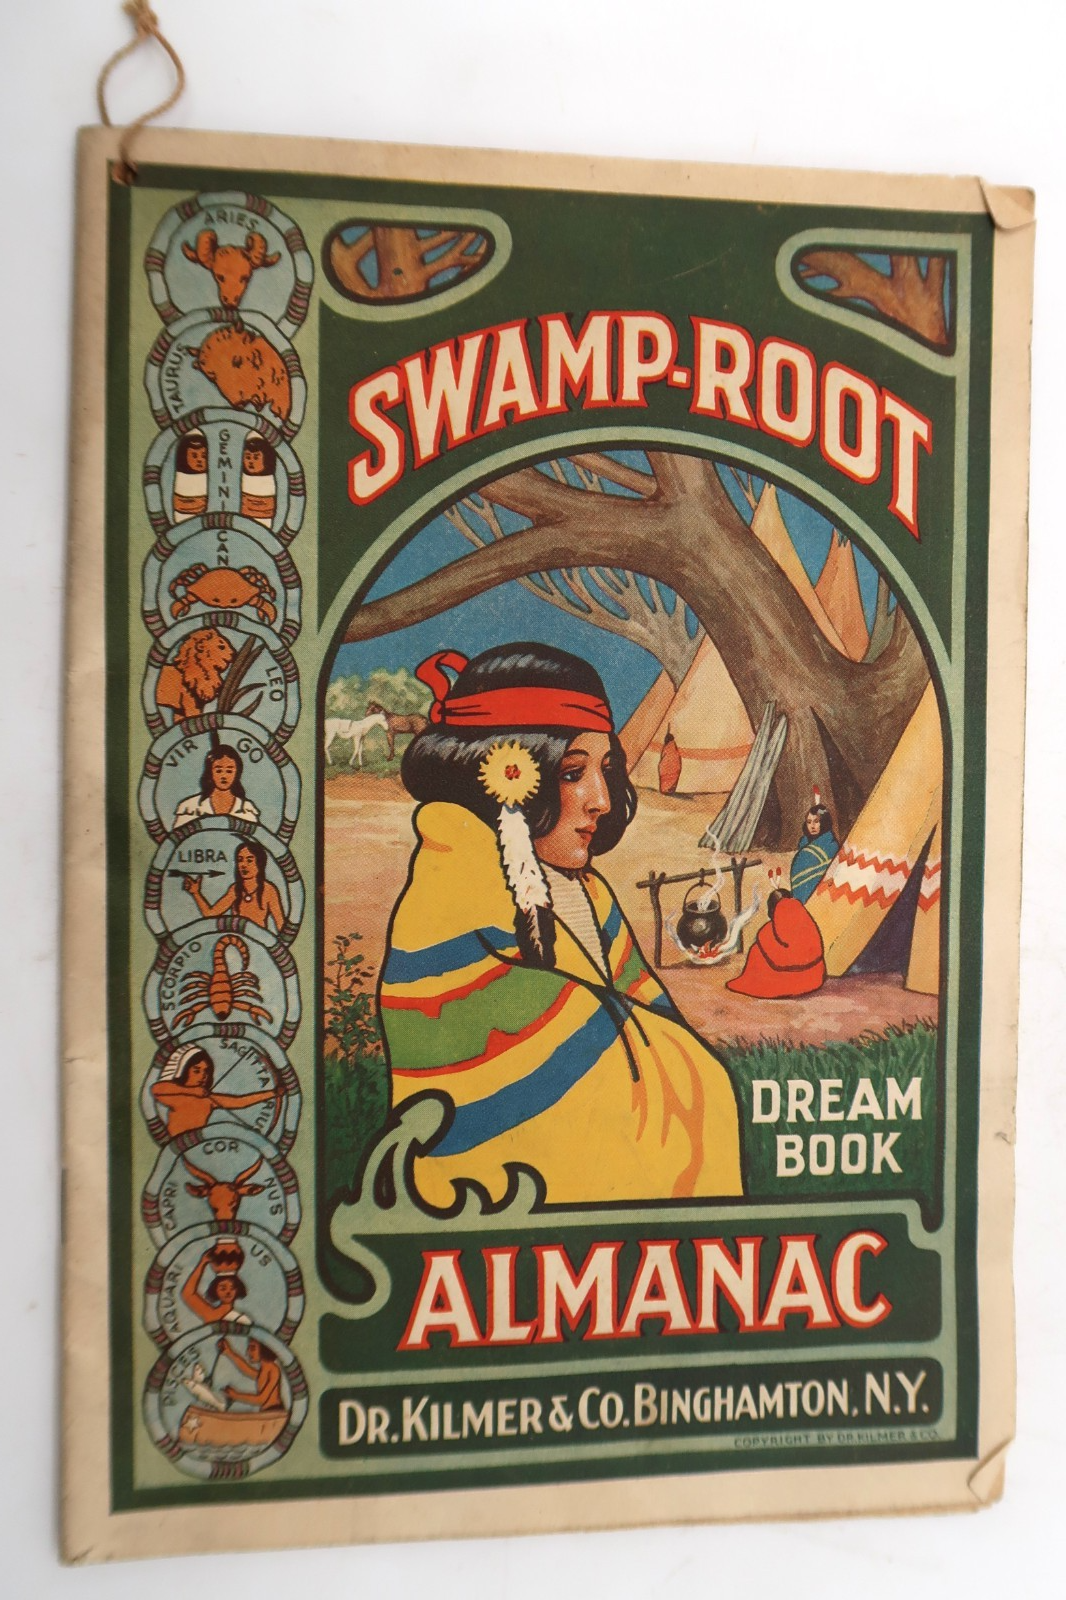 ARIES
TAURUS
GEMINI
CAN
LEO
VIRGO
LIBRA
SCORPIO
SAGITTARIUS
CAPRICORNUS
AQUARIUS
PISCES
SWAMP-ROOT
DREAM
BOOK
ALMANAC
DR. KILMER & CO. BINGHAMTON, N.Y.
COPYRIGHT BY DR. KILMER & CO.